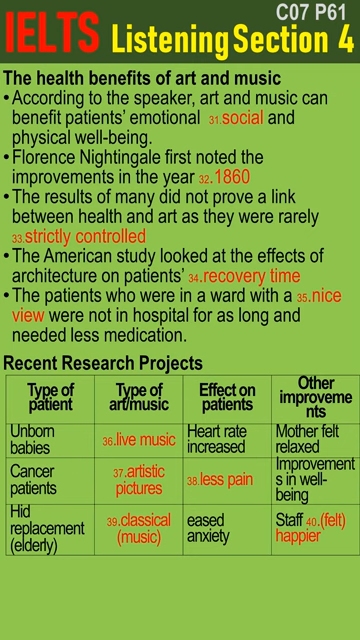 C07 P61
IELTS Listening Section 4
The health benefits of art and music
•According to the speaker, art and music can
benefit patients' emotional 31.social and
physical well-being.
•Florence Nightingale first noted the
improvements in the year 32.1860
•The results of many did not prove a link
between health and art as they were rarely
33.strictly controlled
•The American study looked at the effects of
architecture on patients' 34.recovery time
•The patients who were in a ward with a 35.nice
view were not in hospital for as long and
needed less medication.
Recent Research Projects
Type of patient
Type of art/music
Effect on patients
Other improveme
nts
Unborn
babies
36.live music
Heart rate
increased
Mother felt
relaxed
Cancer
patients
37.artistic
pictures
38.less pain
Improvement
s in well-
being
Hid
replacement
(elderly)
39.classical
(music)
eased
anxiety
Staff 40.(felt)
happier